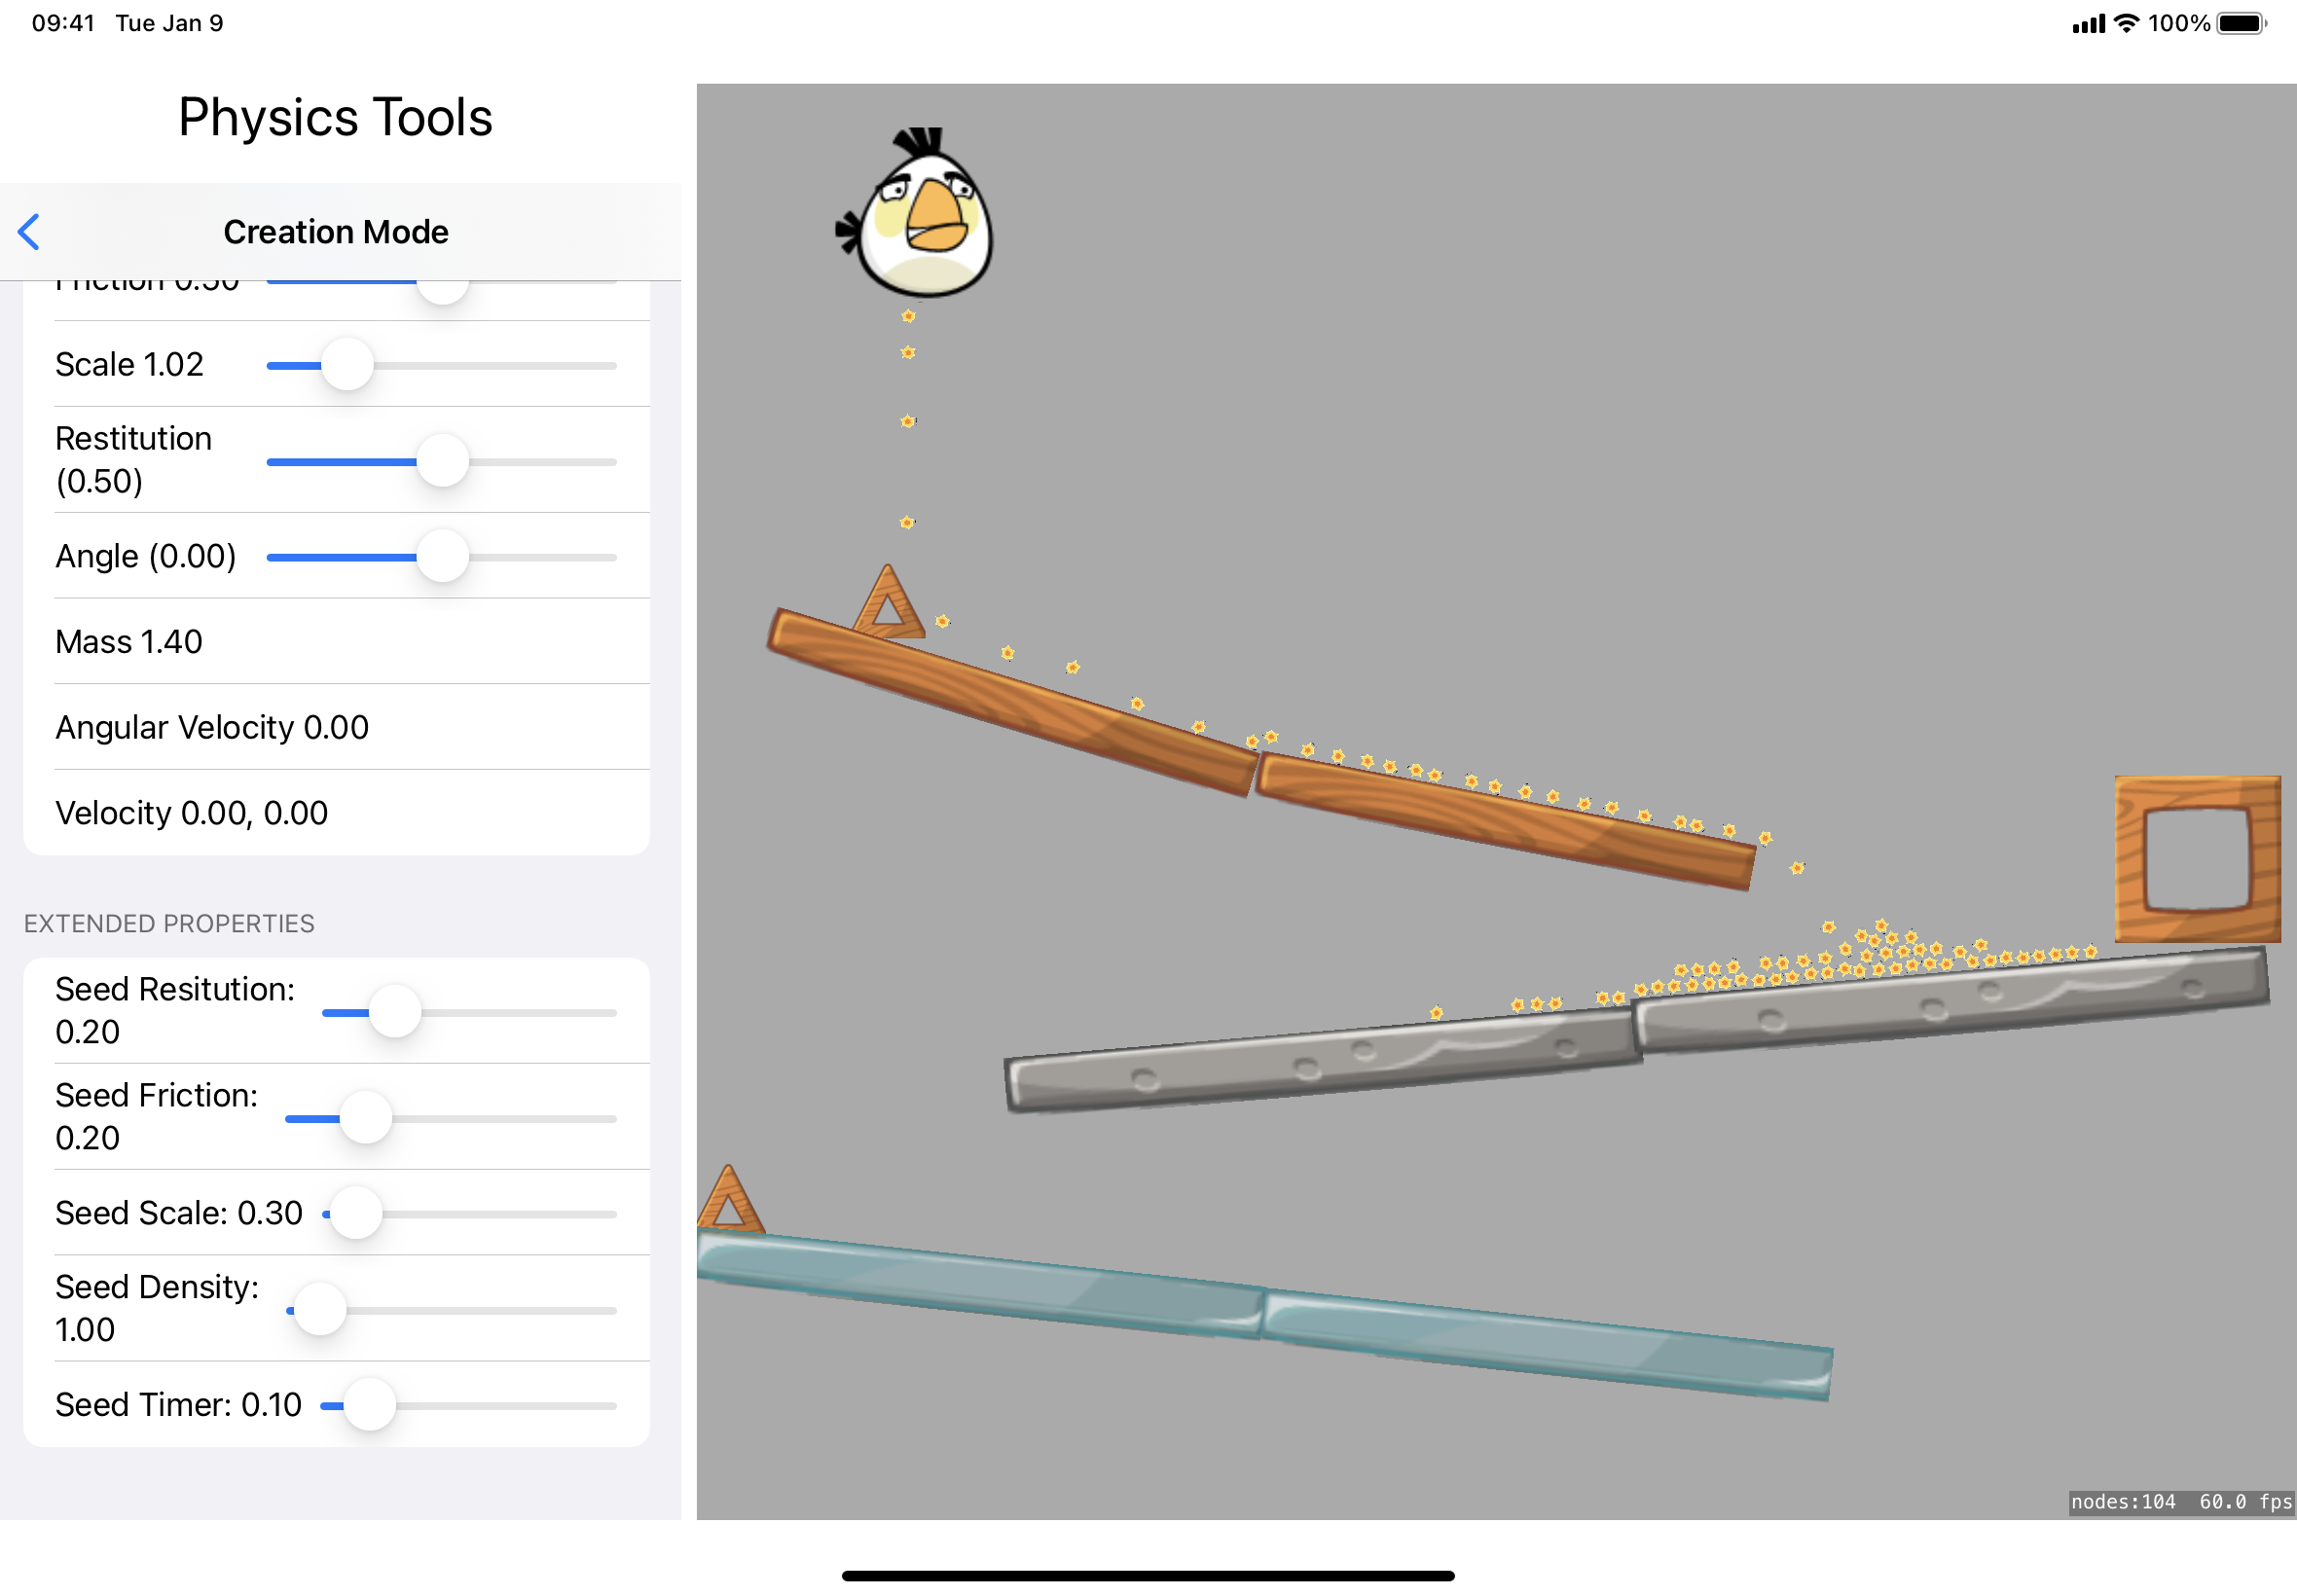 09:41 Tue Jan 9
100%
Physics Tools
Creation Mode
Friction 0.50
Scale 1.02
Restitution
(0.50)
Angle (0.00)
Mass 1.40
Angular Velocity 0.00
Velocity 0.00, 0.00
EXTENDED PROPERTIES
Seed Resitution:
0.20
Seed Friction:
0.20
Seed Scale: 0.30
Seed Density:
1.00
Seed Timer: 0.10
nodes:104 60.0 fps